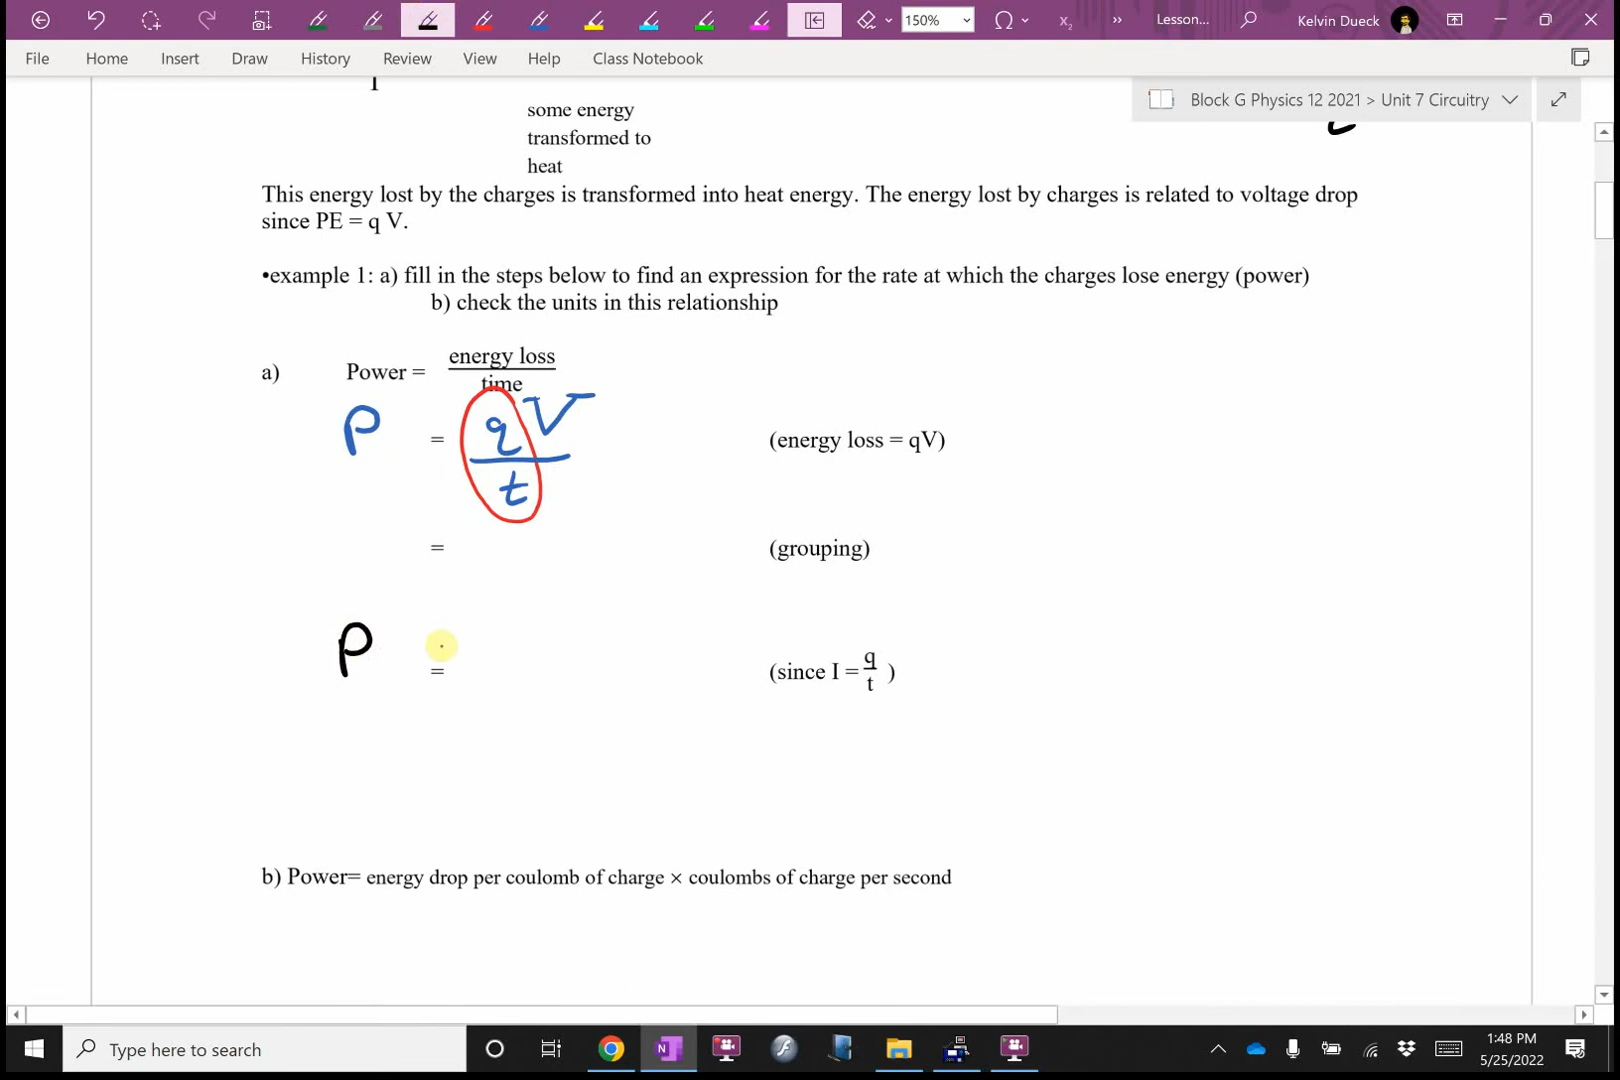 150%
Lesson...
Kelvin Dueck
File Home Insert Draw History Review View Help Class Notebook
Block G Physics 12 2021 > Unit 7 Circuitry
some energy
transformed to
heat
This energy lost by the charges is transformed into heat energy. The energy lost by charges is related to voltage drop
since PE = q V.
•example 1: a) fill in the steps below to find an expression for the rate at which the charges lose energy (power)
b) check the units in this relationship
energy loss
a) Power =
time
P = qV (energy loss = qV)
t
= (grouping)
P = (since I = q )
t
b) Power= energy drop per coulomb of charge × coulombs of charge per second
Type here to search
1:48 PM
5/25/2022